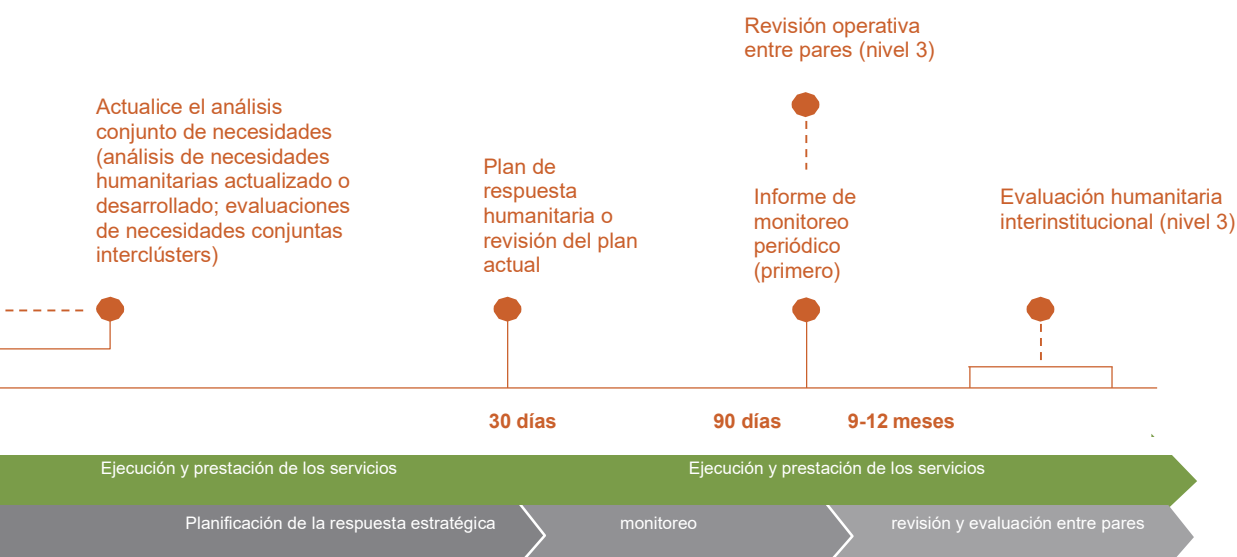 Revisión operativa
entre pares (nivel 3)
Actualice el análisis
conjunto de necesidades
(análisis de necesidades
humanitarias actualizado o
desarrollado; evaluaciones
de necesidades conjuntas
interclústers)
Plan de
respuesta
humanitaria o
revisión del plan
actual
Informe de
monitoreo
periódico
(primero)
Evaluación humanitaria
interinstitucional (nivel 3)
30 días
90 días
9-12 meses
Ejecución y prestación de los servicios
Ejecución y prestación de los servicios
Planificación de la respuesta estratégica
monitoreo
revisión y evaluación entre pares